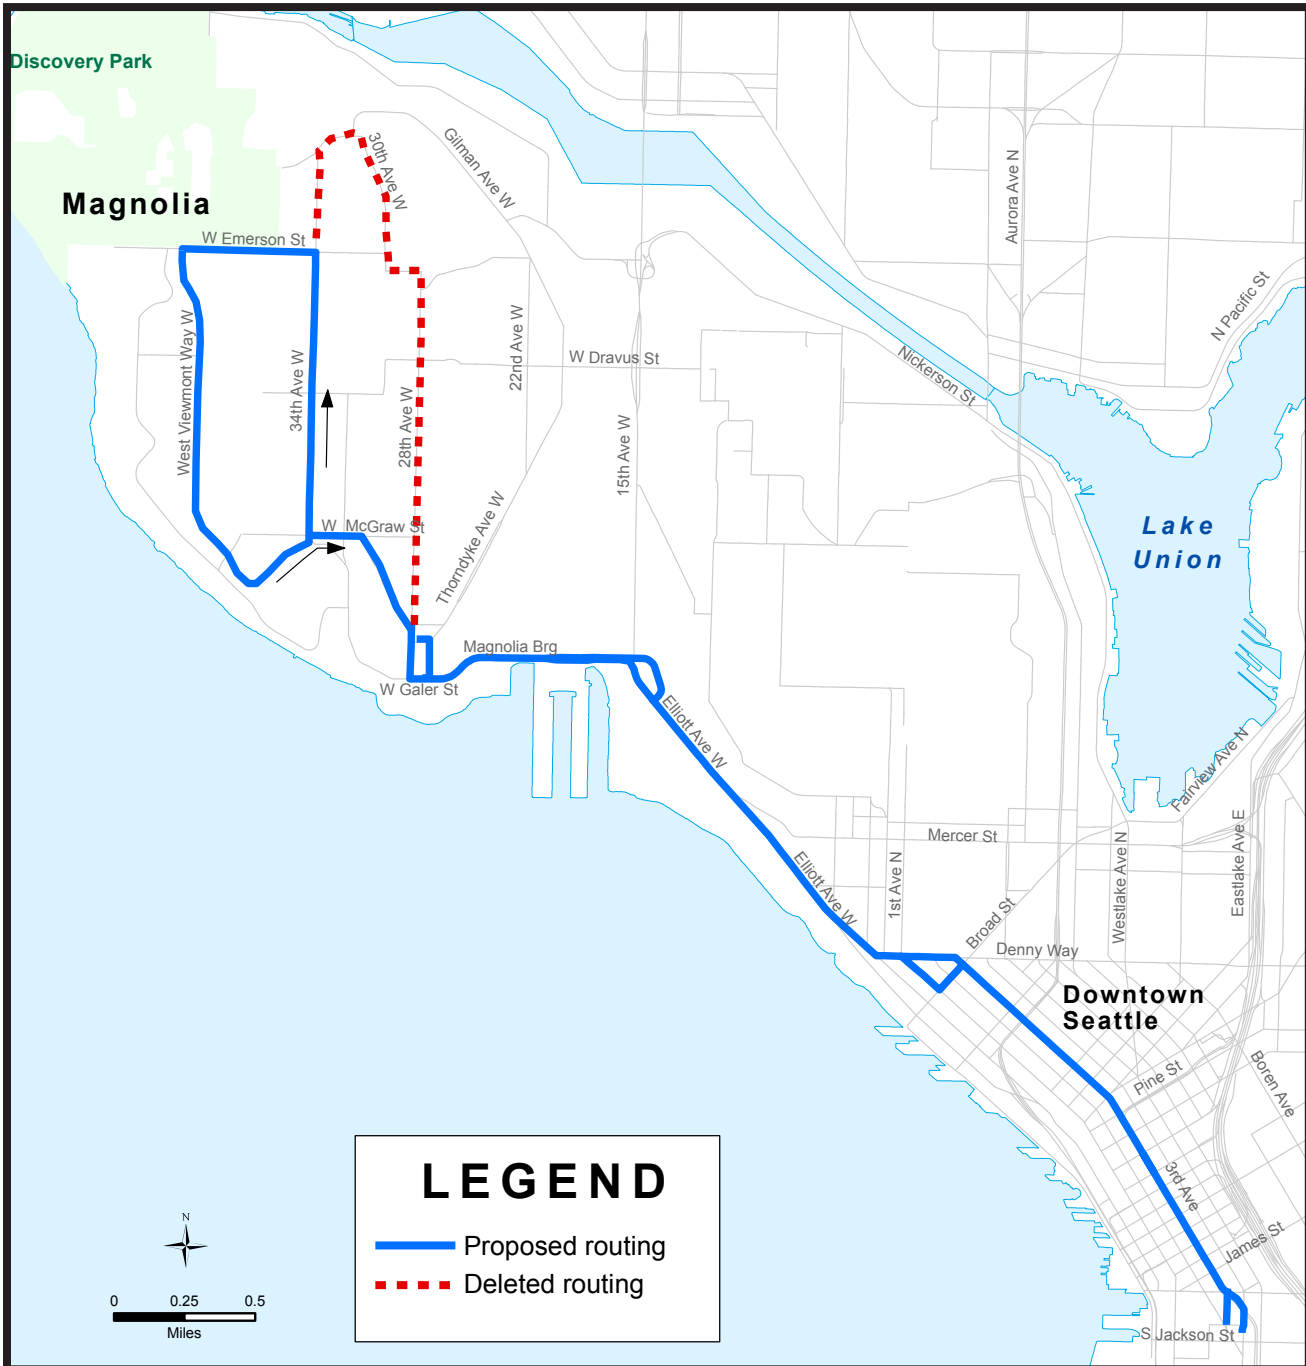 Discovery Park
Magnolia
W Emerson St
30th Ave W
Gilman Ave W
Aurora Ave N
N Pacific St
West Viewmont Way W
34th Ave W
28th Ave W
22nd Ave W
W Dravus St
15th Ave W
Nickerson St
W McGraw St
Thorndyke Ave W
Lake
Union
Magnolia Brg
W Galer St
Elliott Ave W
Fairview Ave N
Mercer St
Elliott Ave W
1st Ave N
Westlake Ave N
Eastlake Ave E
Broad St
Denny Way
Downtown
Seattle
Pine St
Boren Ave
3rd Ave
James St
S Jackson St
LEGEND
Proposed routing
Deleted routing
N
0 0.25 0.5
Miles